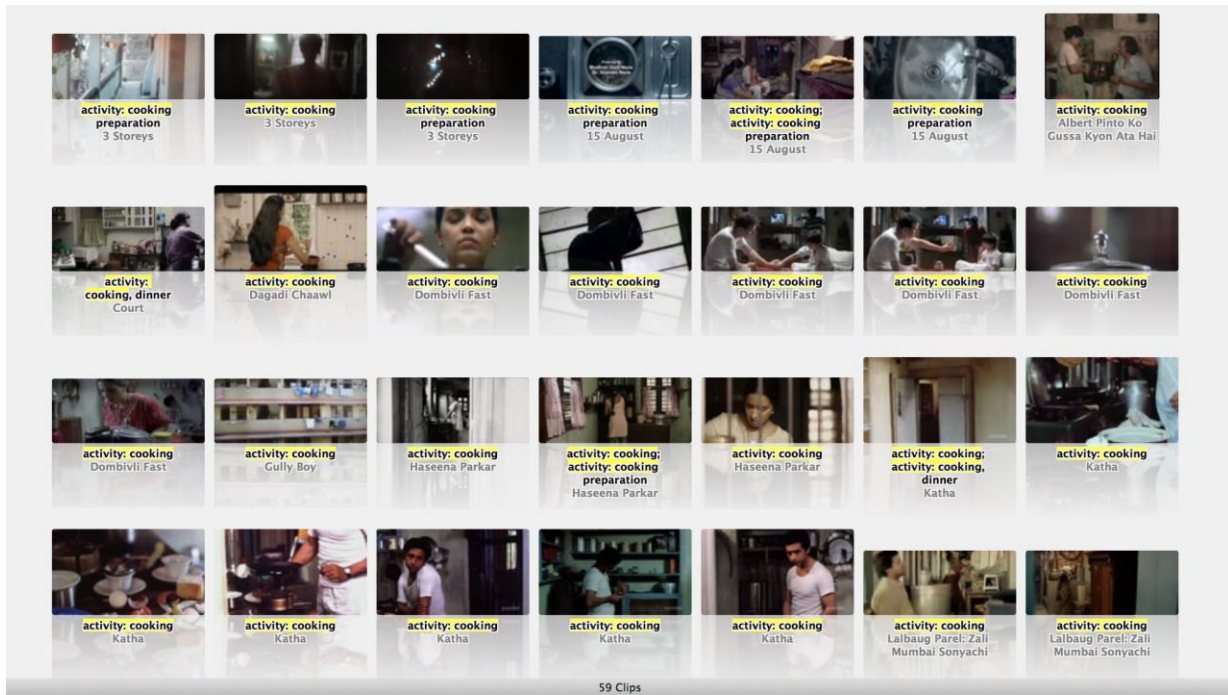 activity: cooking
preparation
3 Storeys
activity: cooking
3 Storeys
activity: cooking
preparation
3 Storeys
activity: cooking
preparation
15 August
activity: cooking;
activity: cooking
preparation
15 August
activity: cooking
preparation
15 August
activity: cooking
Albert Pinto Ko
Gussa Kyon Ata Hai
activity:
cooking, dinner
Court
activity: cooking
Dagadi Chaawl
activity: cooking
Dombivli Fast
activity: cooking
Dombivli Fast
activity: cooking
Dombivli Fast
activity: cooking
Dombivli Fast
activity: cooking
Dombivli Fast
activity: cooking
Dombivli Fast
activity: cooking
Gully Boy
activity: cooking
Haseena Parkar
activity: cooking;
activity: cooking
preparation
Haseena Parkar
activity: cooking
Haseena Parkar
activity: cooking;
activity: cooking,
dinner
Katha
activity: cooking
Katha
activity: cooking
Katha
activity: cooking
Katha
activity: cooking
Katha
activity: cooking
Katha
activity: cooking
Katha
activity: cooking
Lalbaug Parel: Zali
Mumbai Sonyachi
activity: cooking
Lalbaug Parel: Zali
Mumbai Sonyachi
59 Clips